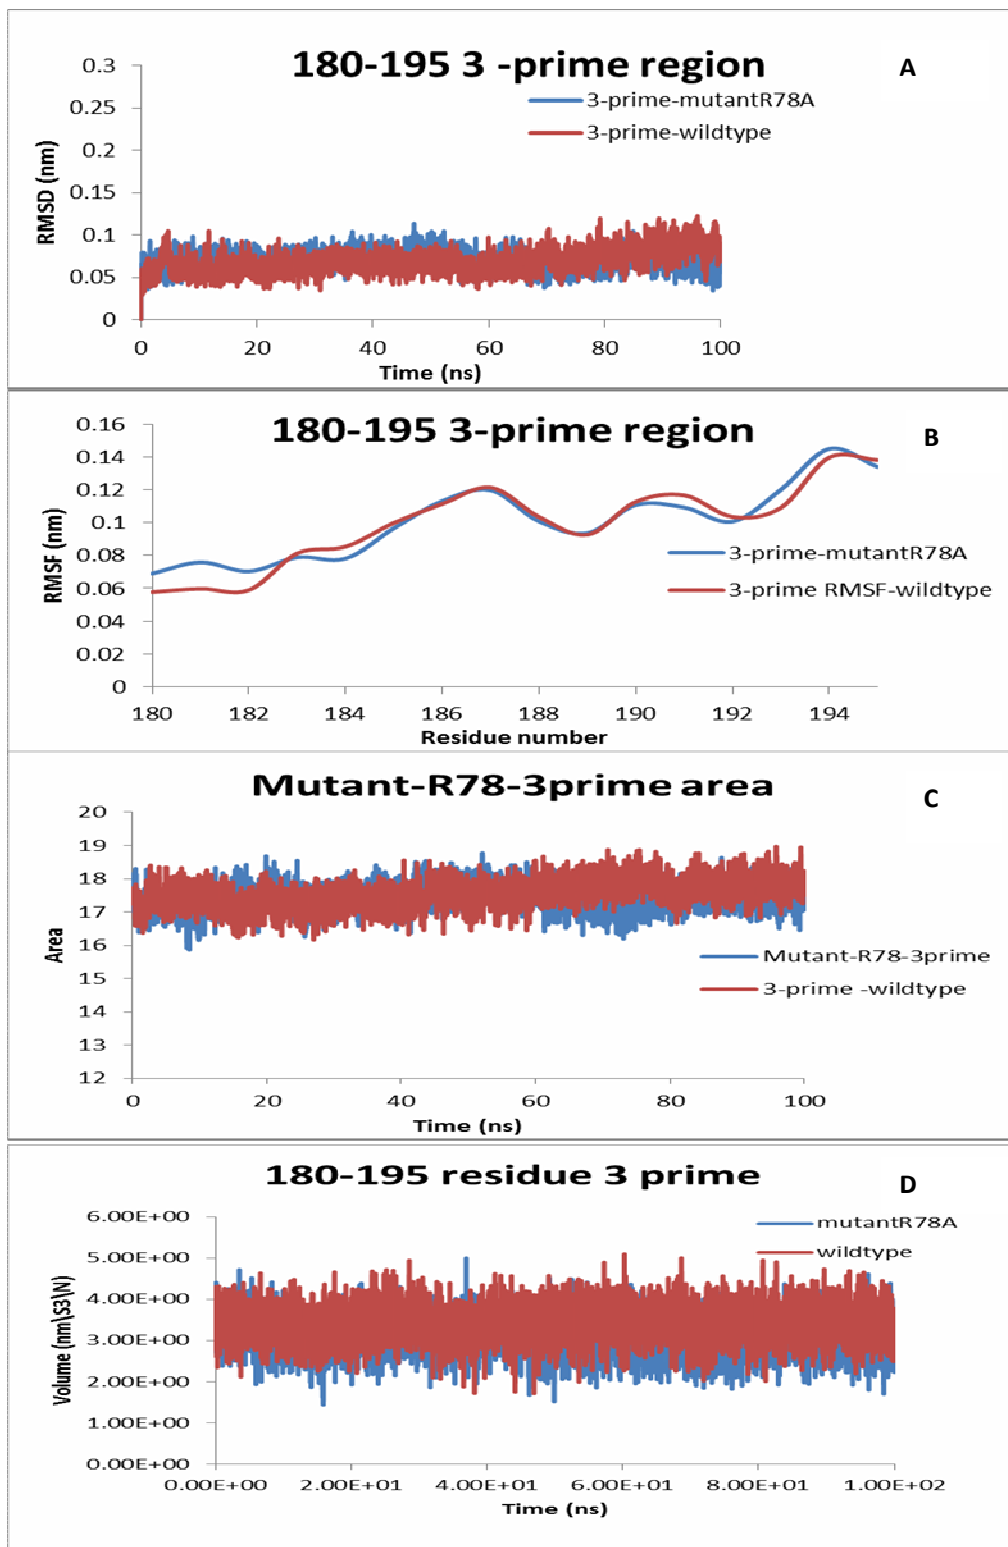 180-195 3 -prime region
A
3-prime-mutantR78A
3-prime-wildtype
RMSD (nm)
0.3
0.25
0.2
0.15
0.1
0.05
0
0 20 40 60 80 100
Time (ns)
180-195 3-prime region
B
RMSF (nm)
0.16
0.14
0.12
0.1
0.08
0.06
0.04
0.02
0
3-prime-mutantR78A
3-prime RMSF-wildtype
180 182 184 186 188 190 192 194
Residue number
Mutant-R78-3prime area
C
Area
20
19
18
17
16
15
14
13
12
Mutant-R78-3prime
3-prime -wildtype
0 20 40 60 80 100
Time (ns)
180-195 residue 3 prime
D
mutantR78A
wildtype
Volume (nm\S3\N)
6.00E+00
5.00E+00
4.00E+00
3.00E+00
2.00E+00
1.00E+00
0.00E+00
0.00E+00 2.00E+01 4.00E+01 6.00E+01 8.00E+01 1.00E+02
Time (ns)